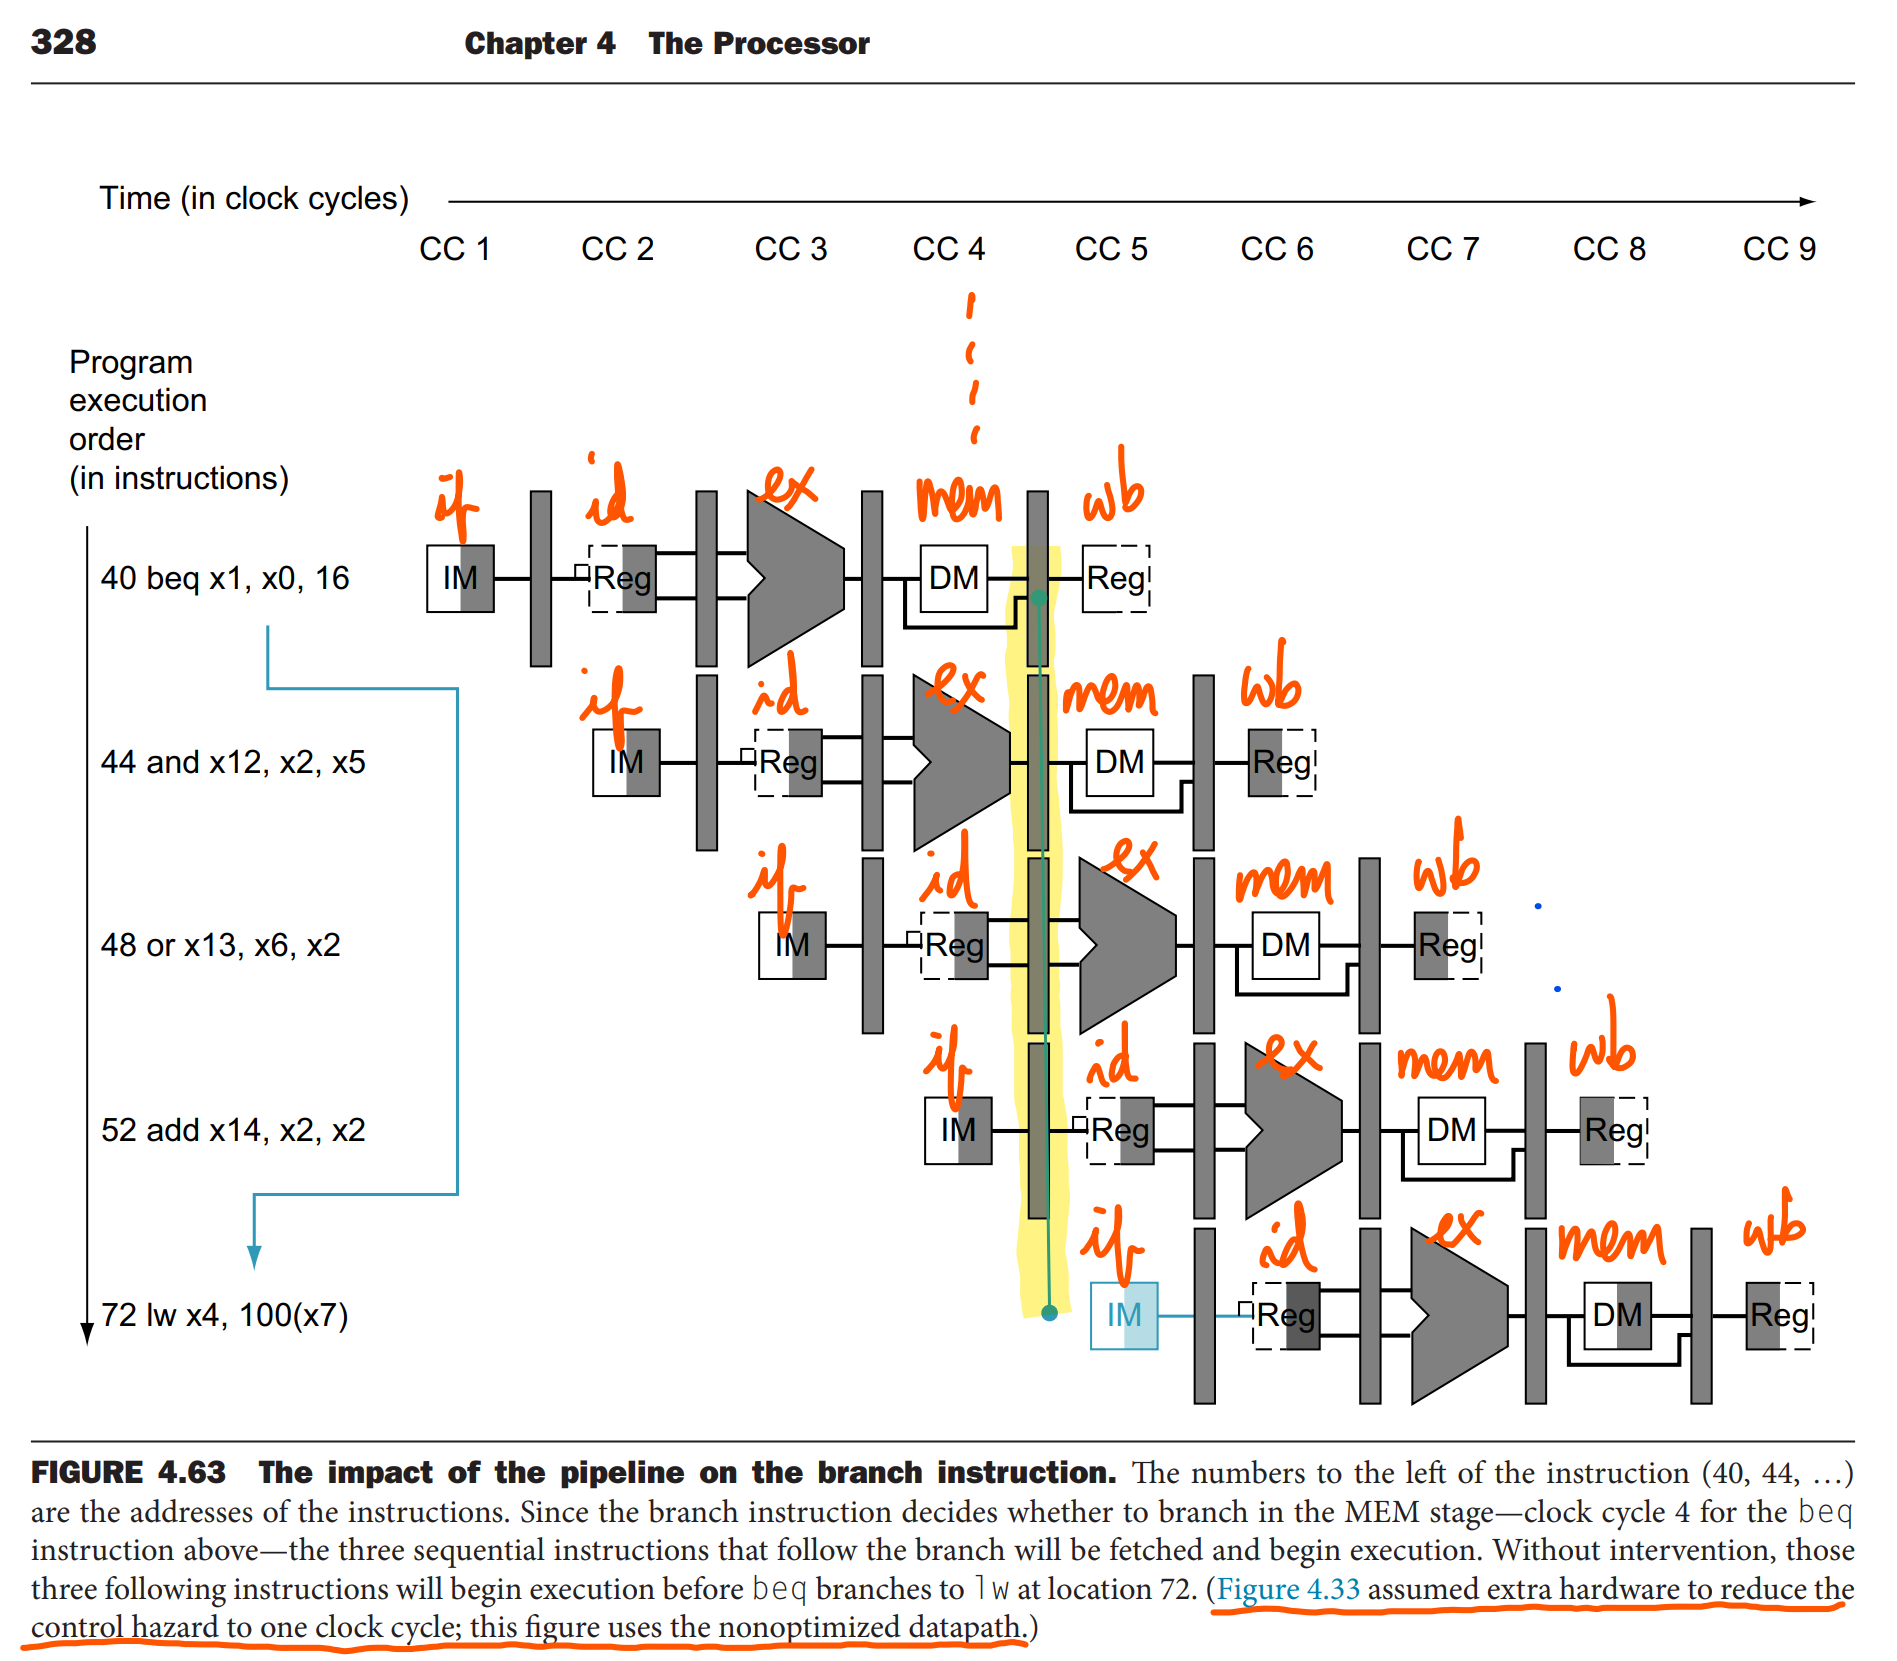 328 Chapter 4 The Processor
Time (in clock cycles)
CC 1 CC 2 CC 3 CC 4 CC 5 CC 6 CC 7 CC 8 CC 9
Program
execution
order
(in instructions)
if id ex mem wb
40 beq x1, x0, 16 IM Reg DM Reg
if id ex mem wb
44 and x12, x2, x5 IM Reg DM Reg
if id ex mem wb
48 or x13, x6, x2 IM Reg DM Reg
if id ex mem wb
52 add x14, x2, x2 IM Reg DM Reg
if id ex mem wb
72 lw x4, 100(x7) IM Reg DM Reg
FIGURE 4.63 The impact of the pipeline on the branch instruction. The numbers to the left of the instruction (40, 44, …)
are the addresses of the instructions. Since the branch instruction decides whether to branch in the MEM stage—clock cycle 4 for the beq
instruction above—the three sequential instructions that follow the branch will be fetched and begin execution. Without intervention, those
three following instructions will begin execution before beq branches to lw at location 72. (Figure 4.33 assumed extra hardware to reduce the
control hazard to one clock cycle; this figure uses the nonoptimized datapath.)